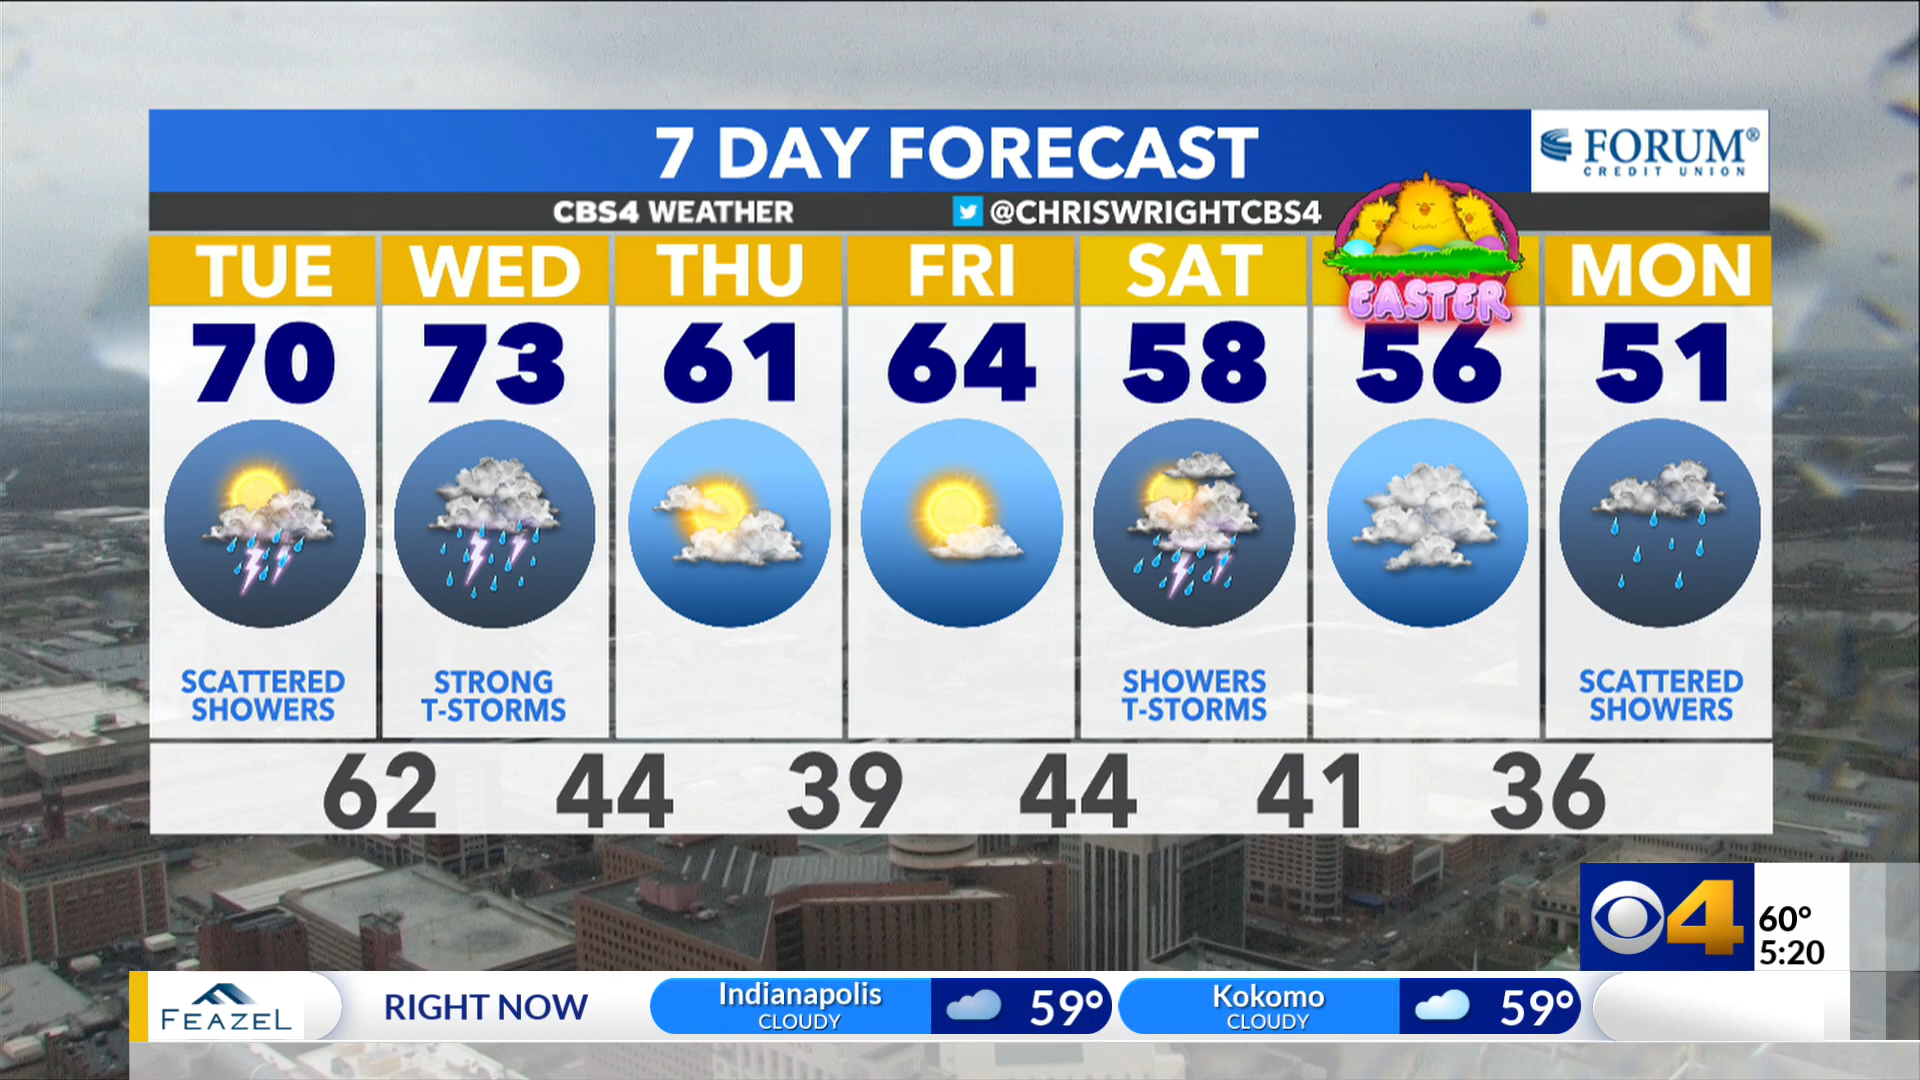 7 DAY FORECAST
FORUM®
CREDIT UNION
CBS4 WEATHER
@CHRISWRIGHTCBS4
TUE WED THU FRI SAT EASTER MON
70 73 61 64 58 56 51
SCATTERED
SHOWERS
STRONG
T-STORMS
SHOWERS
T-STORMS
SCATTERED
SHOWERS
62 44 39 44 41 36
4
60°
5:20
FEAZEL
RIGHT NOW
Indianapolis
CLOUDY
59°
Kokomo
CLOUDY
59°